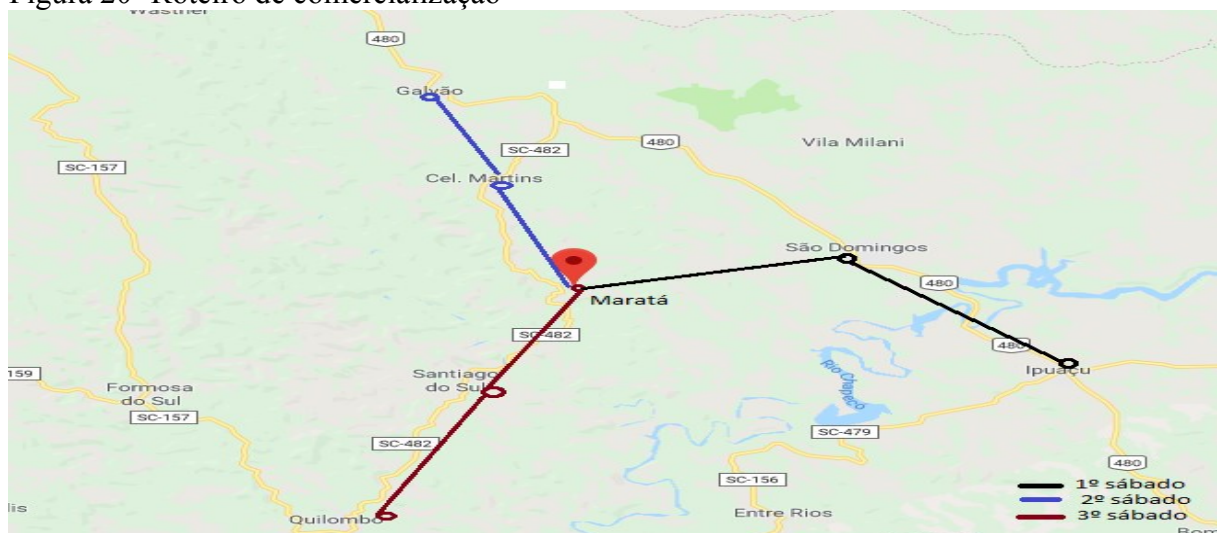 Figura 20- Roteiro de comercialização
480
Galvão
SC-482
480
Vila Milani
SC-157
Cel. Martins
São Domingos
480
Maratá
SC-482
480
Ipuaçu
Rio Chapecó
159
Formosa
do Sul
Santiago
do Sul
SC-157
SC-479
SC-482
480
SC-156
1º sábado
2º sábado
3º sábado
lis
Quilombo
Entre Rios